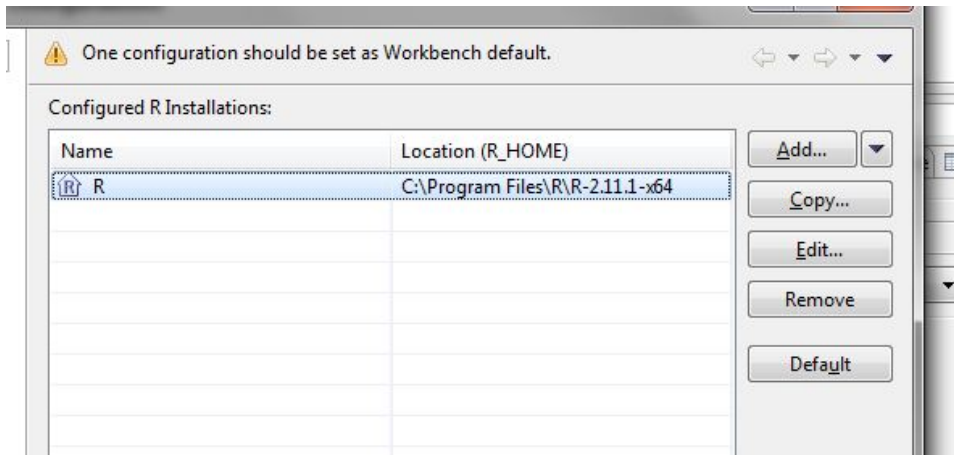 One configuration should be set as Workbench default.
Configured R Installations:
Name Location (R_HOME)
R C:\Program Files\R\R-2.11.1-x64
Add...
Copy...
Edit...
Remove
Default